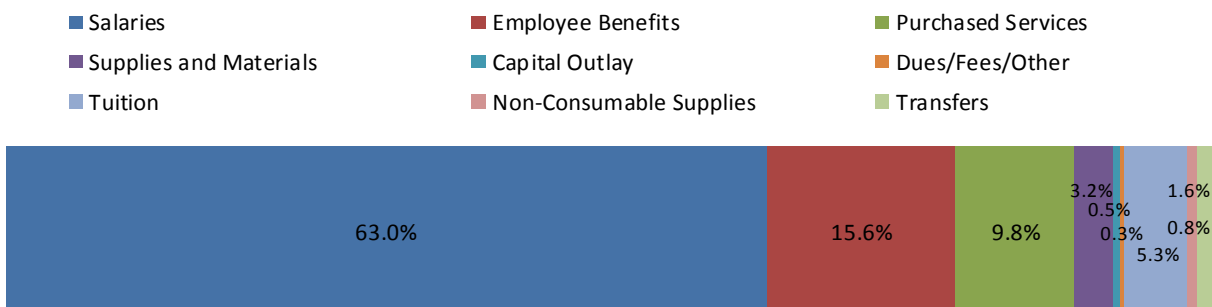 Salaries Employee Benefits Purchased Services
Supplies and Materials Capital Outlay Dues/Fees/Other
Tuition Non-Consumable Supplies Transfers
3.2% 1.6%
0.5%
63.0% 15.6% 9.8% 0.3% 0.8%
5.3%